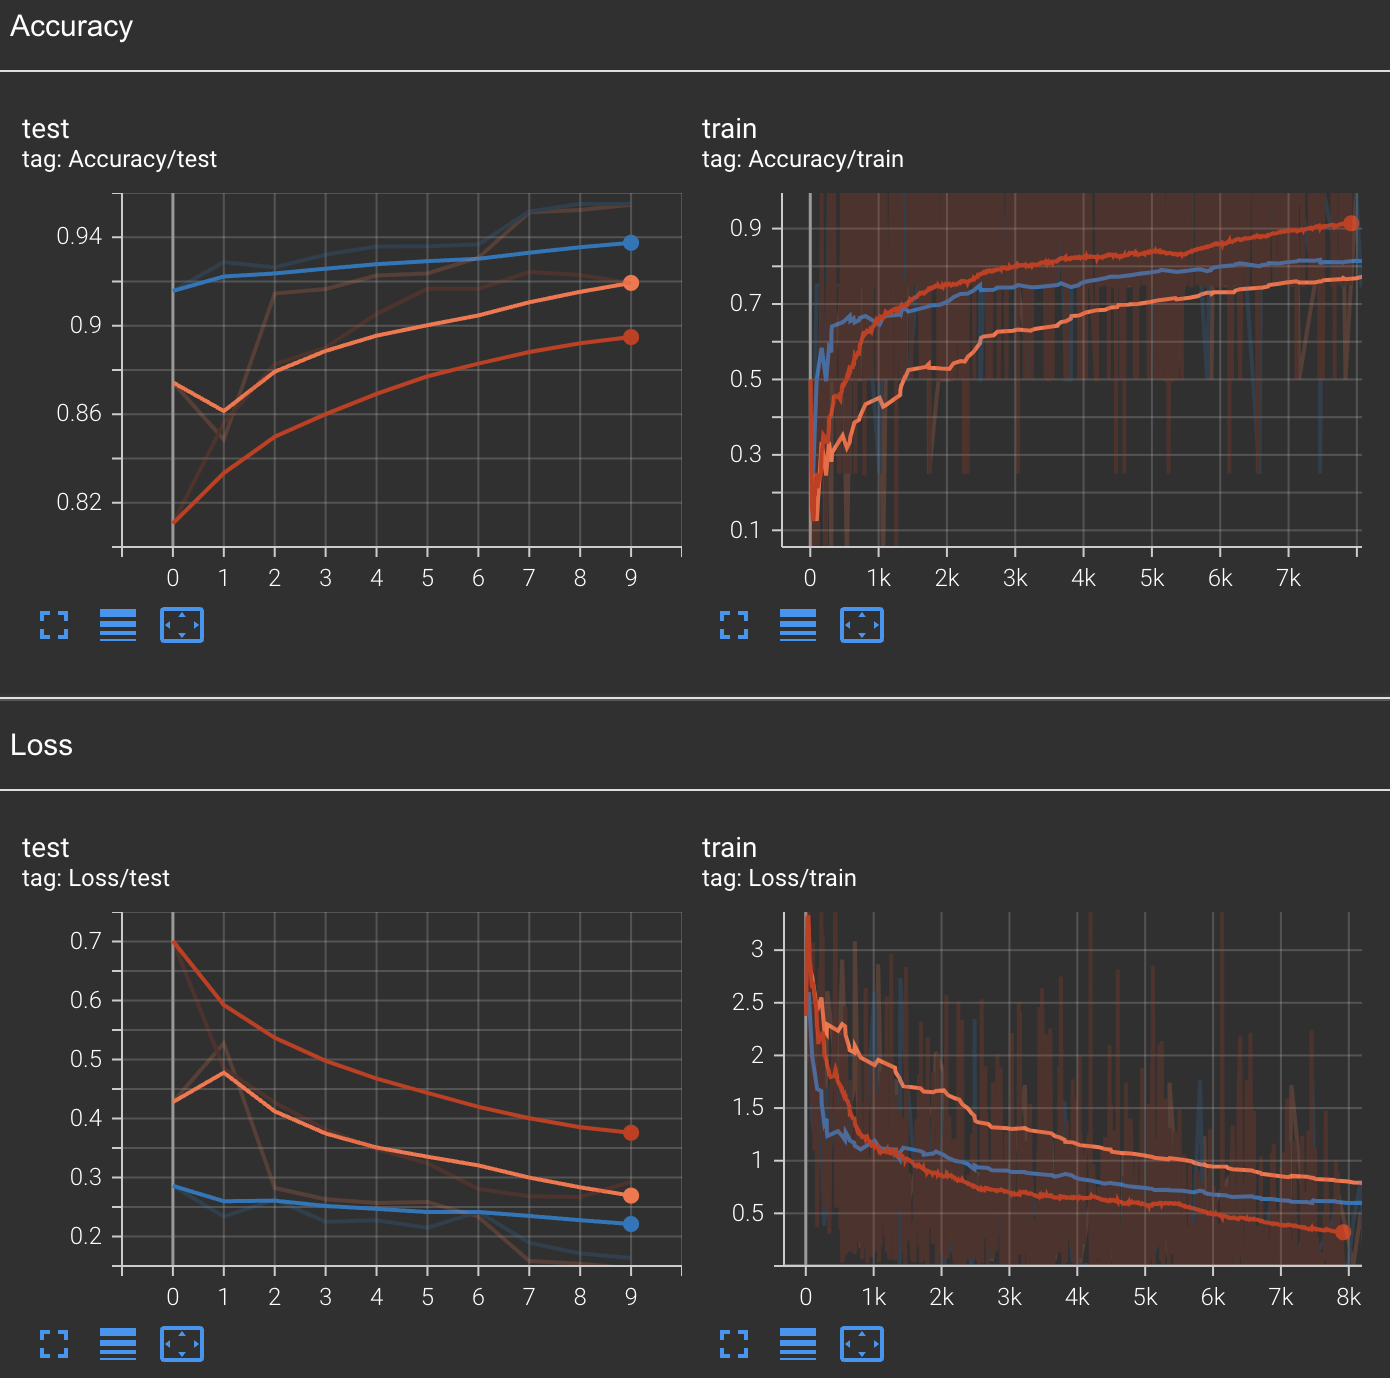 Accuracy
test
tag: Accuracy/test
0.94
0.9
0.86
0.82
0 1 2 3 4 5 6 7 8 9
train
tag: Accuracy/train
0.9
0.7
0.5
0.3
0.1
0 1k 2k 3k 4k 5k 6k 7k
Loss
test
tag: Loss/test
0.7
0.6
0.5
0.4
0.3
0.2
0 1 2 3 4 5 6 7 8 9
train
tag: Loss/train
3
2.5
2
1.5
1
0.5
0 1k 2k 3k 4k 5k 6k 7k 8k